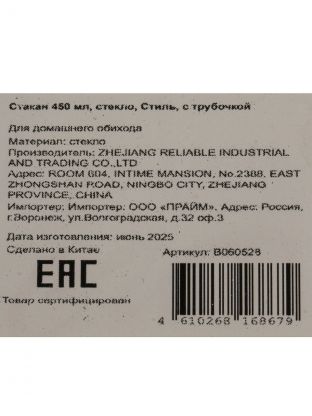 Стакан 450 мл, стекло, Стиль, с трубочкой
Для домашнего обихода
Материал: стекло
Производитель: ZHEJIANG RELIABLE INDUSTRIAL
AND TRADING CO.,LTD
Адрес: ROOM 604, INTIME MANSION, No.2388, EAST
ZHONGSHAN ROAD, NINGBO CITY, ZHEJIANG
PROVINCE, CHINA
Импортер: Импортер: ООО «ПРАЙМ». Адрес: Россия,
г.Воронеж, ул.Волгоградская, д.32 оф.3
Дата изготовления: июнь 2025
Сделано в Китае
Артикул: B060528
EAC
Товар сертифицирован
4 610268 168679